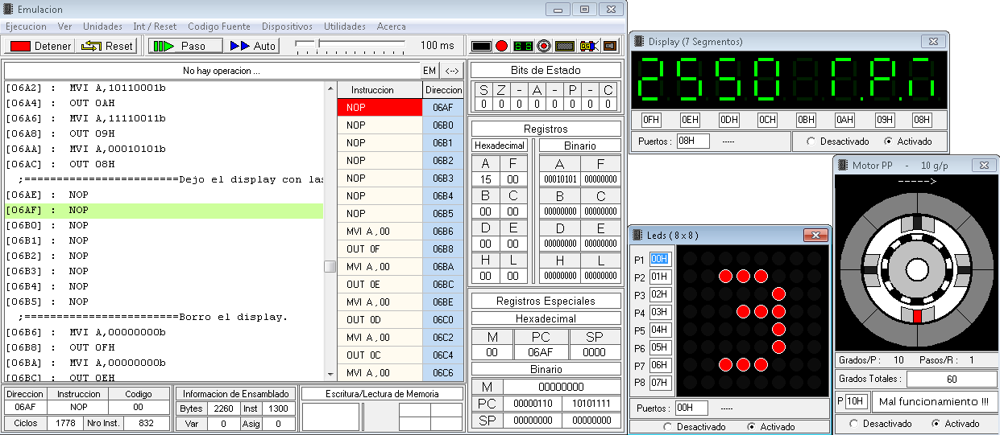 Emulacion
Ejecucion Ver Unidades Int / Reset Codigo Fuente Dispositivos Utilidades Acerca
Detener Reset Paso Auto 100 ms
No hay operacion ... EM <-->
[06A2] : MVI A,10110001b
[06A4] : OUT 0AH
[06A6] : MVI A,11110011b
[06A8] : OUT 09H
[06AA] : MVI A,00010101b
[06AC] : OUT 08H
;========================Dejo el display con las
[06AE] : NOP
[06AF] : NOP
[06B0] : NOP
[06B1] : NOP
[06B2] : NOP
[06B3] : NOP
[06B4] : NOP
[06B5] : NOP
;========================Borro el display.
[06B6] : MVI A,00000000b
[06B8] : OUT 0FH
[06BA] : MVI A,00000000b
[06BC] : OUT 0EH
Instruccion Direccion
NOP 06AF
NOP 06B0
NOP 06B1
NOP 06B2
NOP 06B3
NOP 06B4
NOP 06B5
MVI A,00 06B6
OUT 0F 06B8
MVI A,00 06BA
OUT 0E 06BC
MVI A,00 06BE
OUT 0D 06C0
MVI A,00 06C2
OUT 0C 06C4
MVI A,00 06C6
Direccion Instruccion Codigo
06AF NOP 00
Ciclos 1778 Nro Inst. 832
Informacion de Ensamblado
Bytes 2260 Inst 1300
Var 0 Asig 0
Escritura/Lectura de Memoria
Bits de Estado
S Z - A - P - C
0 0 0 0 0 0 0 0
Registros
Hexadecimal Binario
A F A F
15 00 00010101 00000000
B C B C
00 00 00000000 00000000
D E D E
00 00 00000000 00000000
H L H L
00 00 00000000 00000000
Registros Especiales
Hexadecimal
M PC SP
00 06AF 0000
Binario
M 00000000
PC 00000110 10101111
SP 00000000 00000000
Display (7 Segmentos)
2550 r.P.n
0FH 0EH 0DH 0CH 0BH 0AH 09H 08H
Puertos : 08H ----- Desactivado Activado
Leds ( 8 x 8 )
P1 00H
P2 01H
P3 02H
P4 03H
P5 04H
P6 05H
P7 06H
P8 07H
Puertos : 00H -----
Desactivado Activado
Motor PP - 10 g/p
----->
Grados/P : 10 Pasos/R : 1
Grados Totales : 60
P 10H Mal funcionamiento !!!
Desactivado Activado